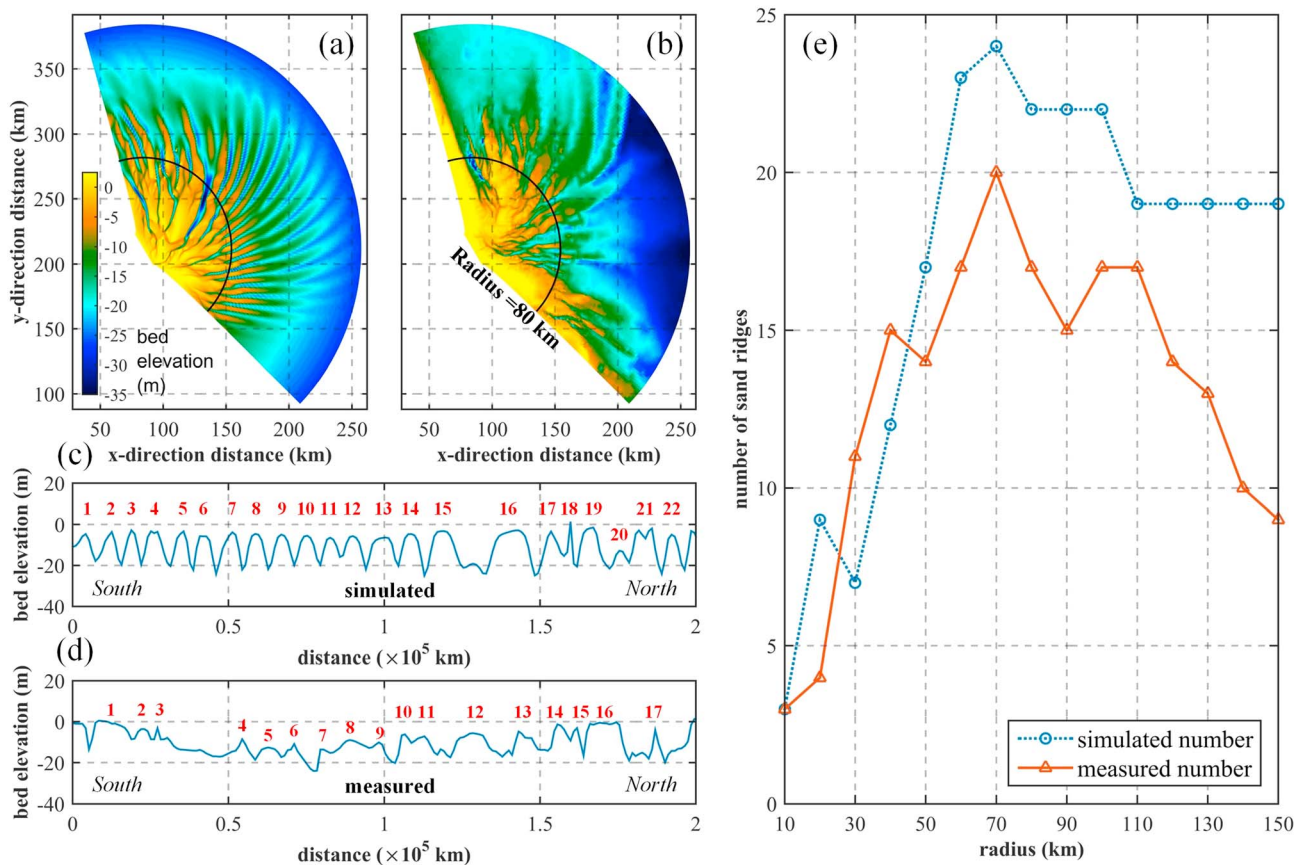 (a)
(b)
y-direction distance (km)
350
300
250
200
150
100
0
-5
-10
-15
-20
-25
-30
-35
bed
elevation
(m)
Radius =80 km
50 100 150 200 250
50 100 150 200 250
x-direction distance (km)
x-direction distance (km)
(c)
bed elevation (m)
20
0
-20
-40
1 2 3 4 5 6 7 8 9 10 11 12 13 14 15 16 17 18 19 20 21 22
South simulated North
0 0.5 1 1.5 2
distance (×10⁵ km)
(d)
bed elevation (m)
20
0
-20
-40
1 2 3 4 5 6 7 8 9 10 11 12 13 14 15 16 17
South measured North
0 0.5 1 1.5 2
distance (×10⁵ km)
(e)
number of sand ridges
25
20
15
10
5
0
simulated number
measured number
10 30 50 70 90 110 130 150
radius (km)